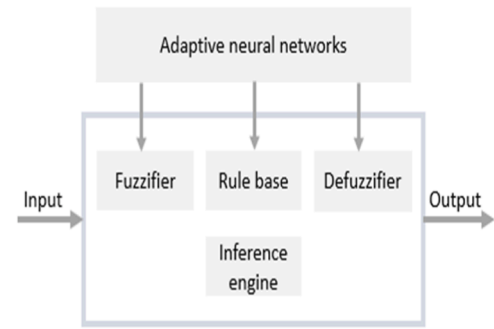 Adaptive neural networks
Fuzzifier
Rule base
Defuzzifier
Input
Output
Inference
engine